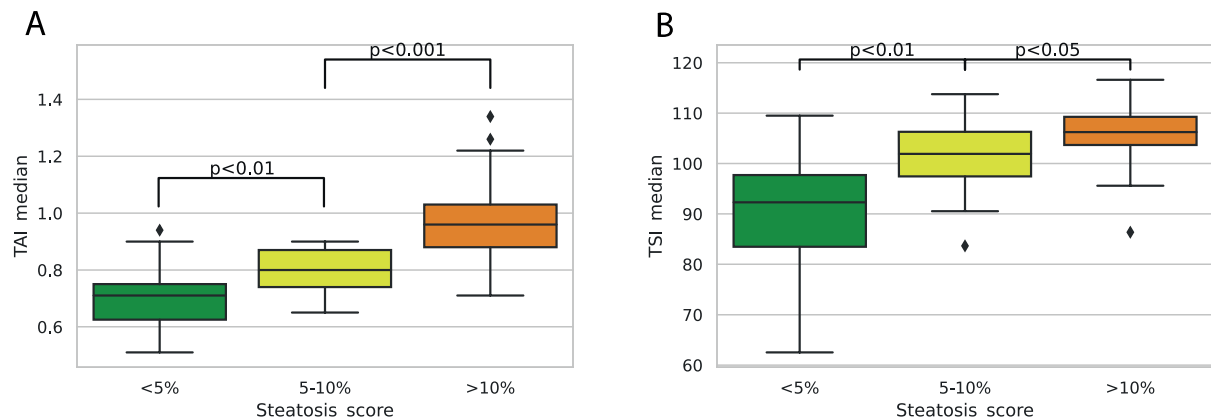 A
p<0.001
p<0.01
1.4
1.2
1.0
0.8
0.6
TAI median
<5%
5-10%
>10%
Steatosis score
B
p<0.01
p<0.05
120
110
100
90
80
70
60
TSI median
<5%
5-10%
>10%
Steatosis score